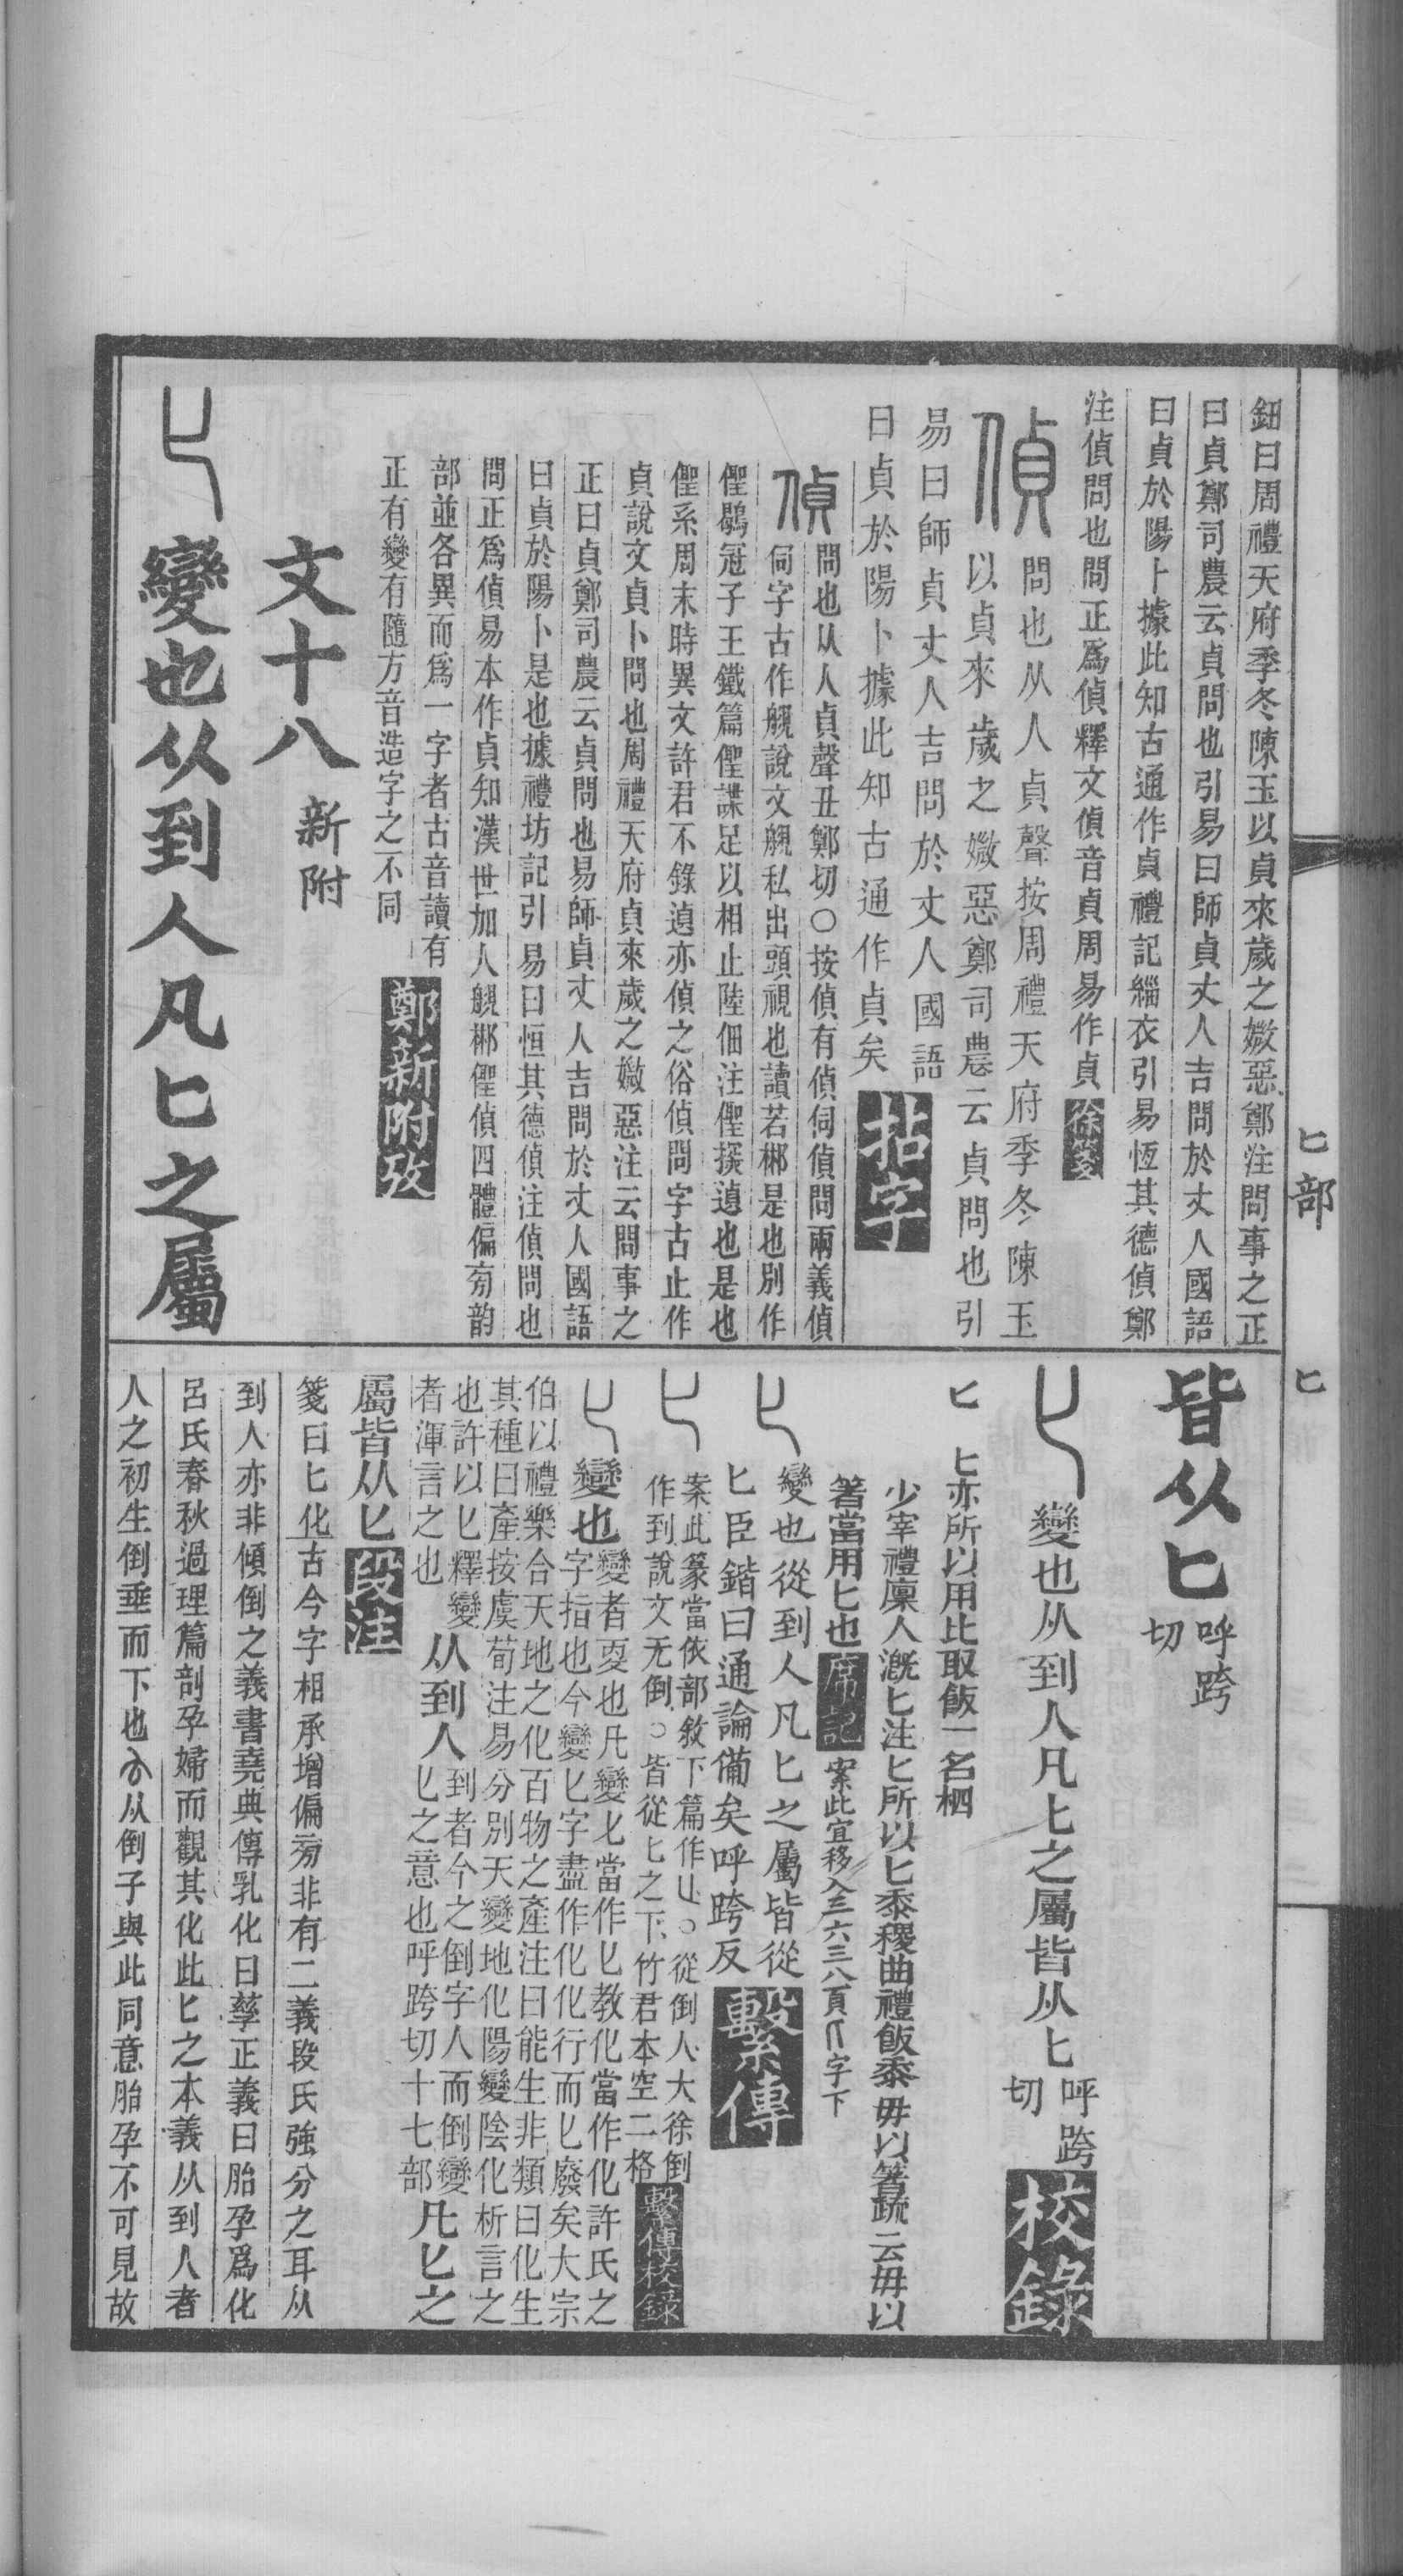 鈕曰周禮天府季冬陳玉以貞來歲之媺惡鄭注問事之正
曰貞鄭司農云貞問也引易曰師貞丈人吉問於丈人國語
曰貞於陽卜據此知古通作貞禮記緇衣引易恆其德偵鄭
注偵問也問正爲偵釋文偵音貞周易作貞 徐箋
偵 問也从人貞聲按周禮天府季冬陳玉
以貞來歲之媺惡鄭司農云貞問也引
易曰師貞丈人吉問於丈人國語
曰貞於陽卜據此知古通作貞矣
偵 問也从人貞聲丑鄭切○按偵有偵伺偵問兩義偵
伺字古作覘說文覘私出頭視也讀若郴是也別作
偵鶡冠子王鐵篇偵諜足以相止陸佃注偵探遉也是也
偵系周末時異文許君不錄遉亦偵之俗偵問字古止作
貞說文貞卜問也周禮天府貞來歲之媺惡注云問事之
正曰貞鄭司農云貞問也易師貞丈人吉問於丈人國語
曰貞於陽卜是也據禮坊記引易曰恒其德偵注偵問也
問正爲偵易本作貞知漢世加人覘郴偵偵四體偏旁韵
部並各異而爲一字者古音讀有
正有變有隨方音造字之不同 鄭新附攷
文十八 新附
匕 變也从到人凡匕之屬
皆从匕 呼跨切
匕 變也从到人凡匕之屬皆从匕 呼跨切 校錄
匕 匕亦所以用比取飯一名柶
少宰禮廩人漑匕注匕所以匕黍稷曲禮飯黍毋以箸疏云毋以
箸當用匕也 席記 案此宜移入三六三八頁 字下
匕 變也從到人凡匕之屬皆從
匕臣鍇曰通論備矣呼跨反 繫傳
匕 案此篆當依部敘下篇作 ○從倒人大徐倒
作到說文无倒○皆從匕之下竹君本空二格 繫傳校錄
匕 變也 變者㪅也凡變匕當作匕教化當作化許氏之
字指也今變匕字盡作化化行而匕廢矣大宗
伯以禮樂合天地之化百物之產注曰能生非類曰化生
其種曰產按虞荀注易分別天變地化陽變陰化析言之
也許以匕釋變
者渾言之也 从到人 到者今之倒字人而倒變
匕之意也呼跨切十七部 凡匕之
屬皆从匕 段注
箋曰匕化古今字相承增偏旁非有二義段氏強分之耳从
到人亦非傾倒之義書堯典傳乳化曰孳正義曰胎孕爲化
呂氏春秋過理篇剖孕婦而觀其化此匕之本義从到人者
人之初生倒垂而下也 从倒子與此同意胎孕不可見故
匕部 匕